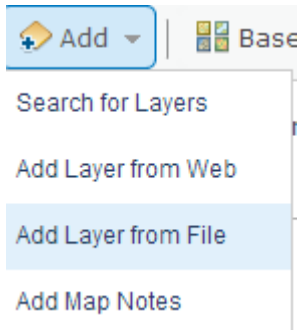 Add Base
Search for Layers
Add Layer from Web
Add Layer from File
Add Map Notes